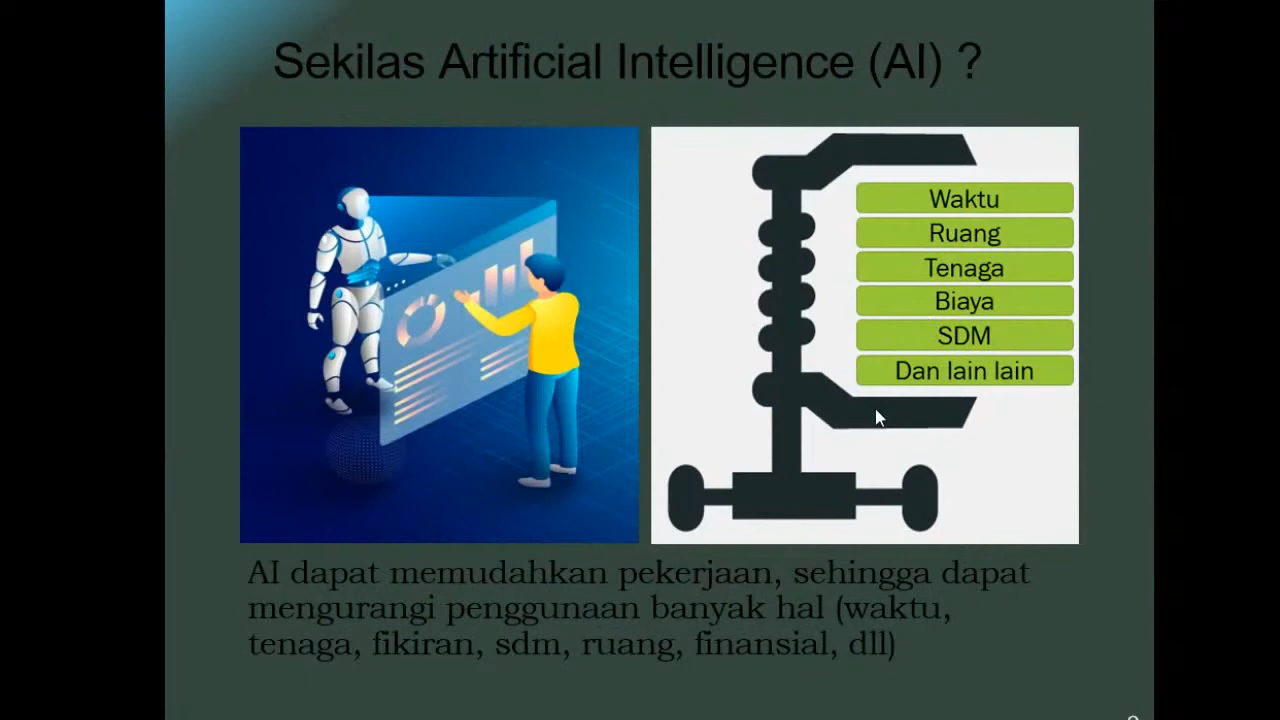 Sekilas Artificial Intelligence (AI) ?
Waktu
Ruang
Tenaga
Biaya
SDM
Dan lain lain
AI dapat memudahkan pekerjaan, sehingga dapat
mengurangi penggunaan banyak hal (waktu,
tenaga, fikiran, sdm, ruang, finansial, dll)